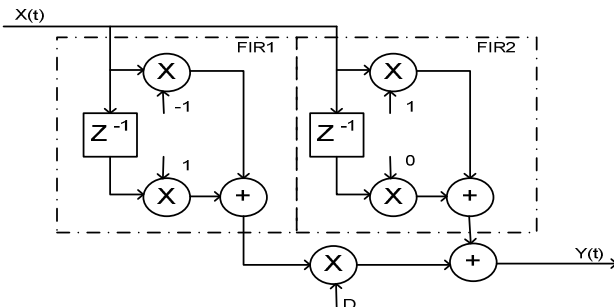 X(t)
FIR1
FIR2
X
X
-1
1
Z -1
Z -1
1
0
X
+
X
+
X
+
Y(t)
D